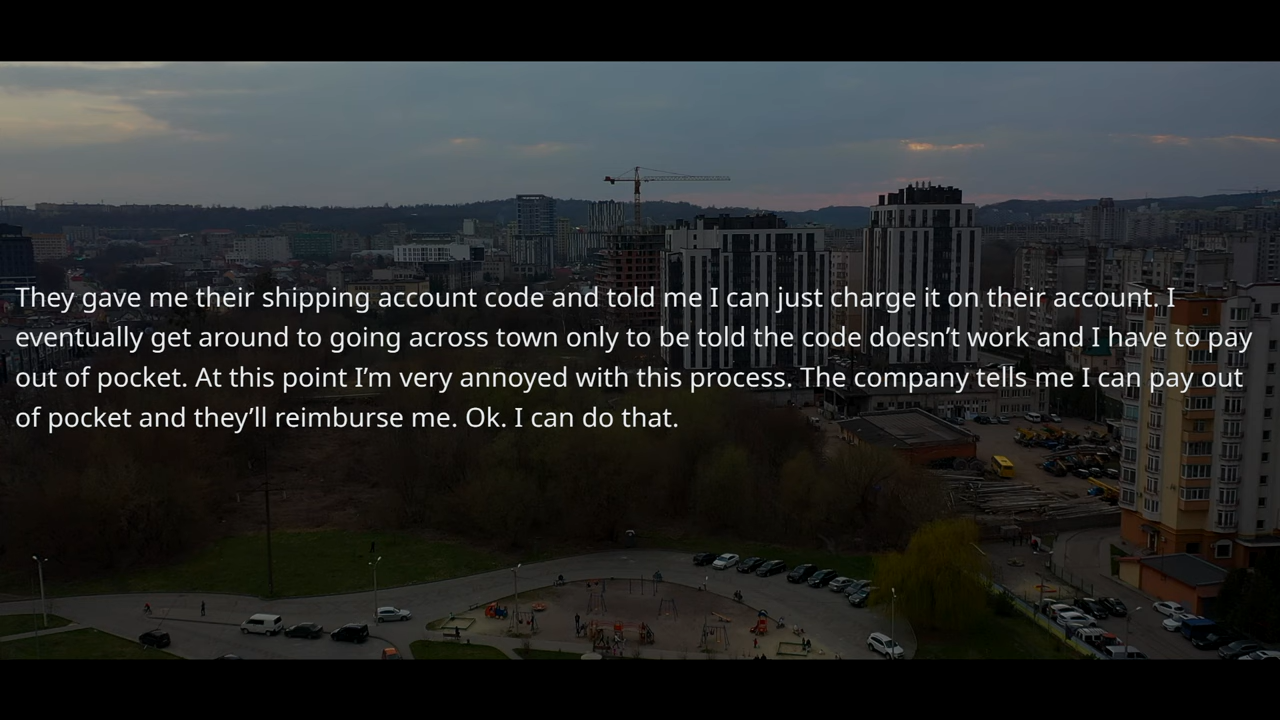 They gave me their shipping account code and told me I can just charge it on their account. I
eventually get around to going across town only to be told the code doesn’t work and I have to pay
out of pocket. At this point I’m very annoyed with this process. The company tells me I can pay out
of pocket and they’ll reimburse me. Ok. I can do that.